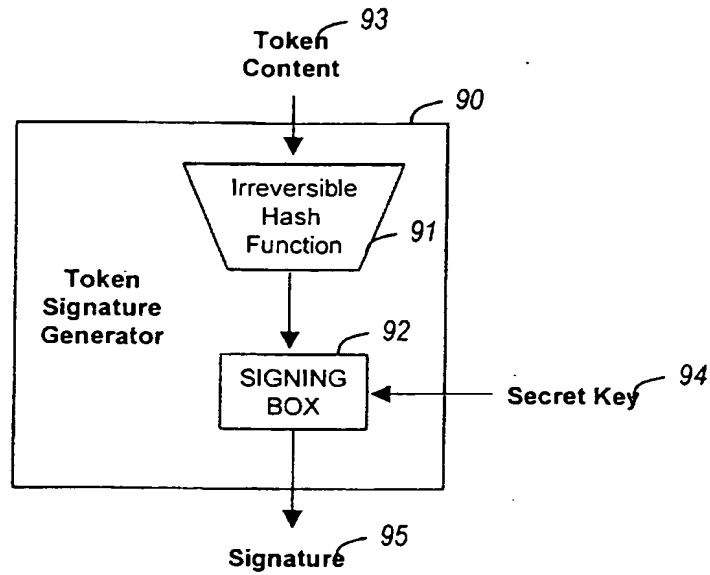 93
Token
Content
90
Irreversible
Hash
Function
91
Token
Signature
Generator
92
SIGNING
BOX
Secret Key
94
Signature
95